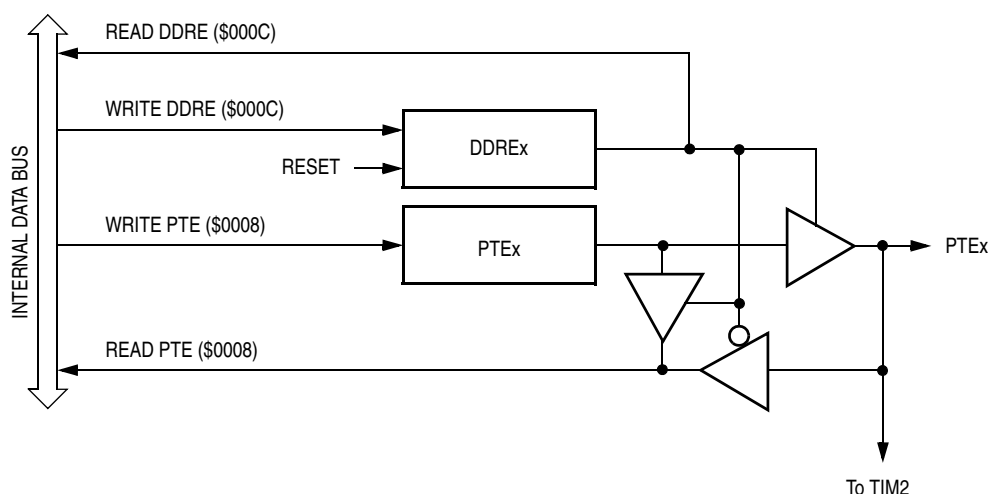 READ DDRE ($000C)
WRITE DDRE ($000C)
DDREx
RESET
INTERNAL DATA BUS
WRITE PTE ($0008)
PTEx
PTEx
READ PTE ($0008)
To TIM2